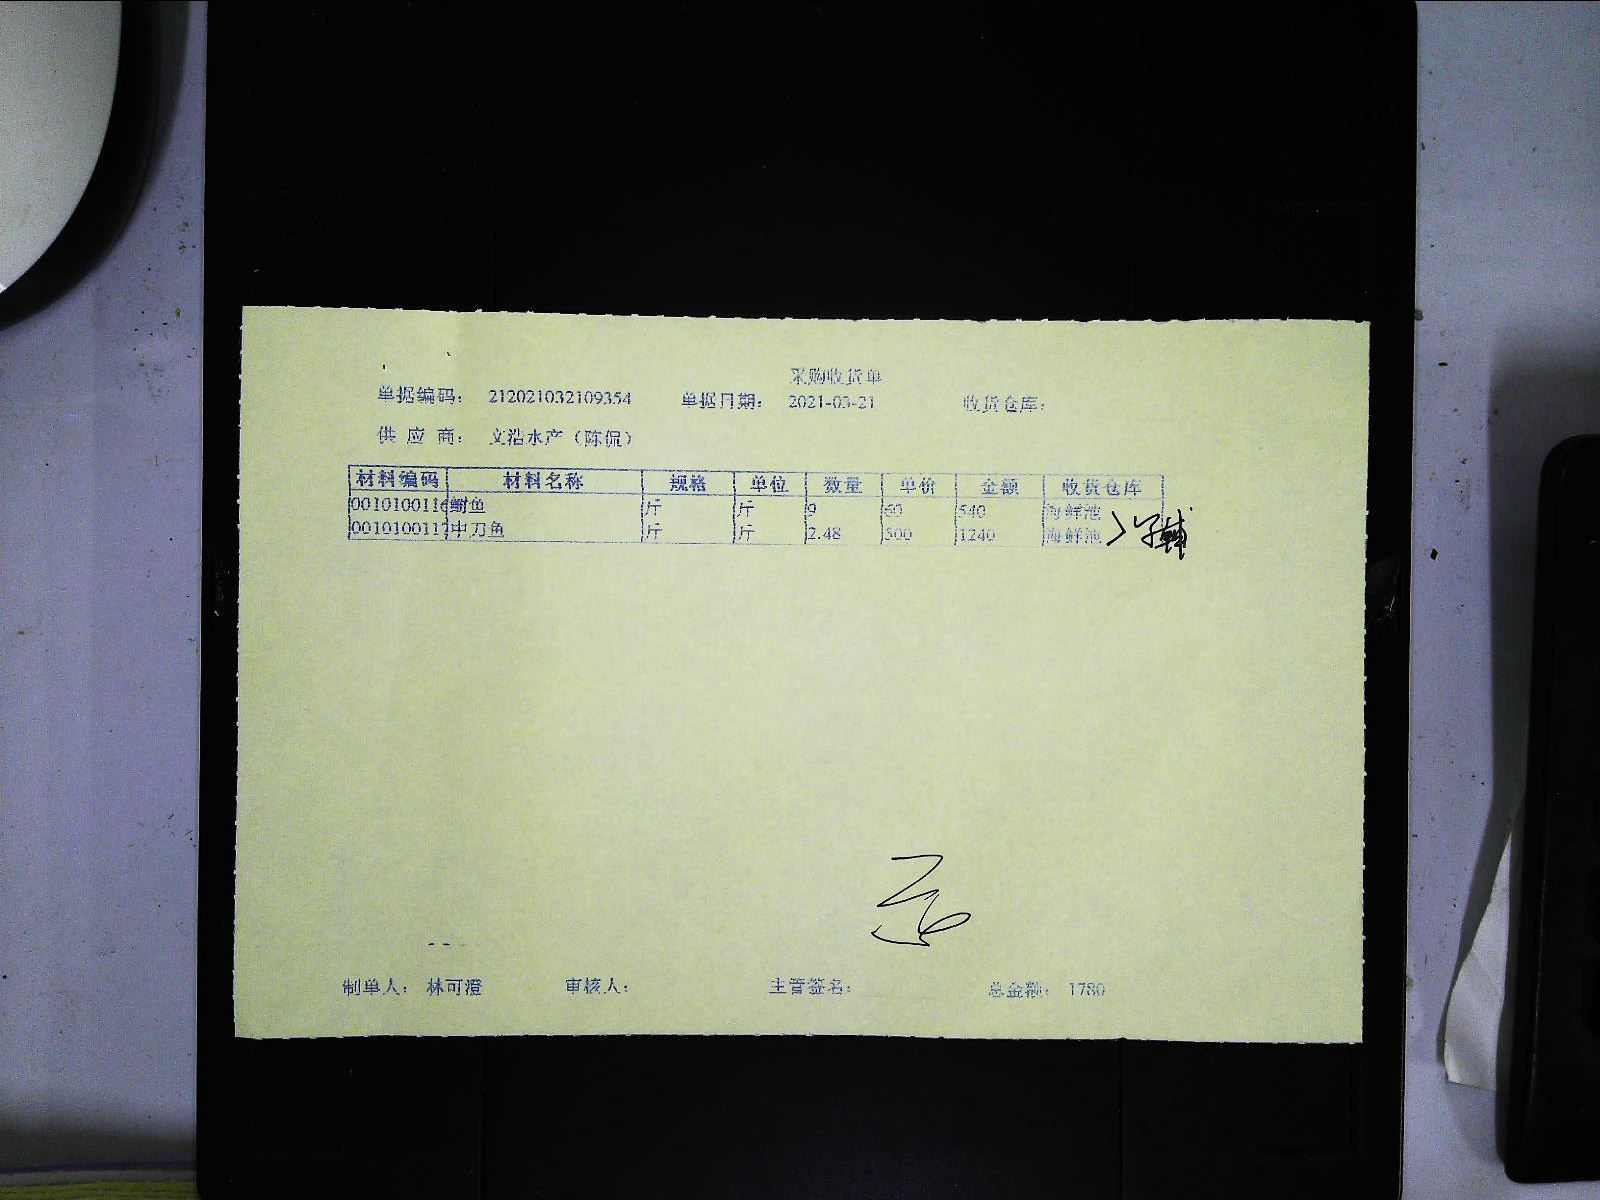 采购收货单
单据编码： 212021032109354 单据日期： 2021-03-21 收货仓库：
供 应 商： 文浩水产（陈侃）
材料编码 材料名称 规格 单位 数量 单价 金额 收货仓库
0010100116 鲥鱼 斤 斤 9 60 540 海鲜池
0010100117 中刀鱼 斤 斤 2.48 500 1240 海鲜池
制单人： 林可澄 审核人： 主管签名： 总金额： 1780